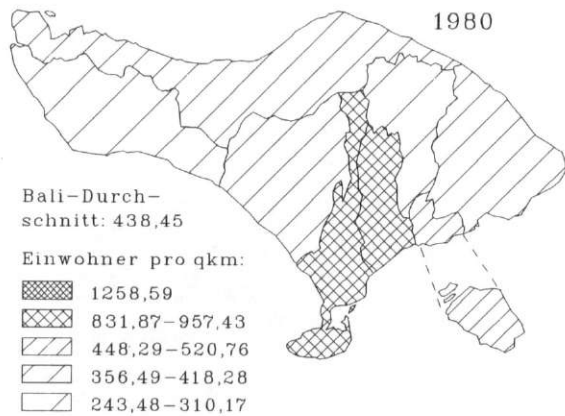 1980
Bali-Durch-
schnitt: 438,45
Einwohner pro qkm:
1258,59
831,87-957,43
448,29-520,76
356,49-418,28
243,48-310,17